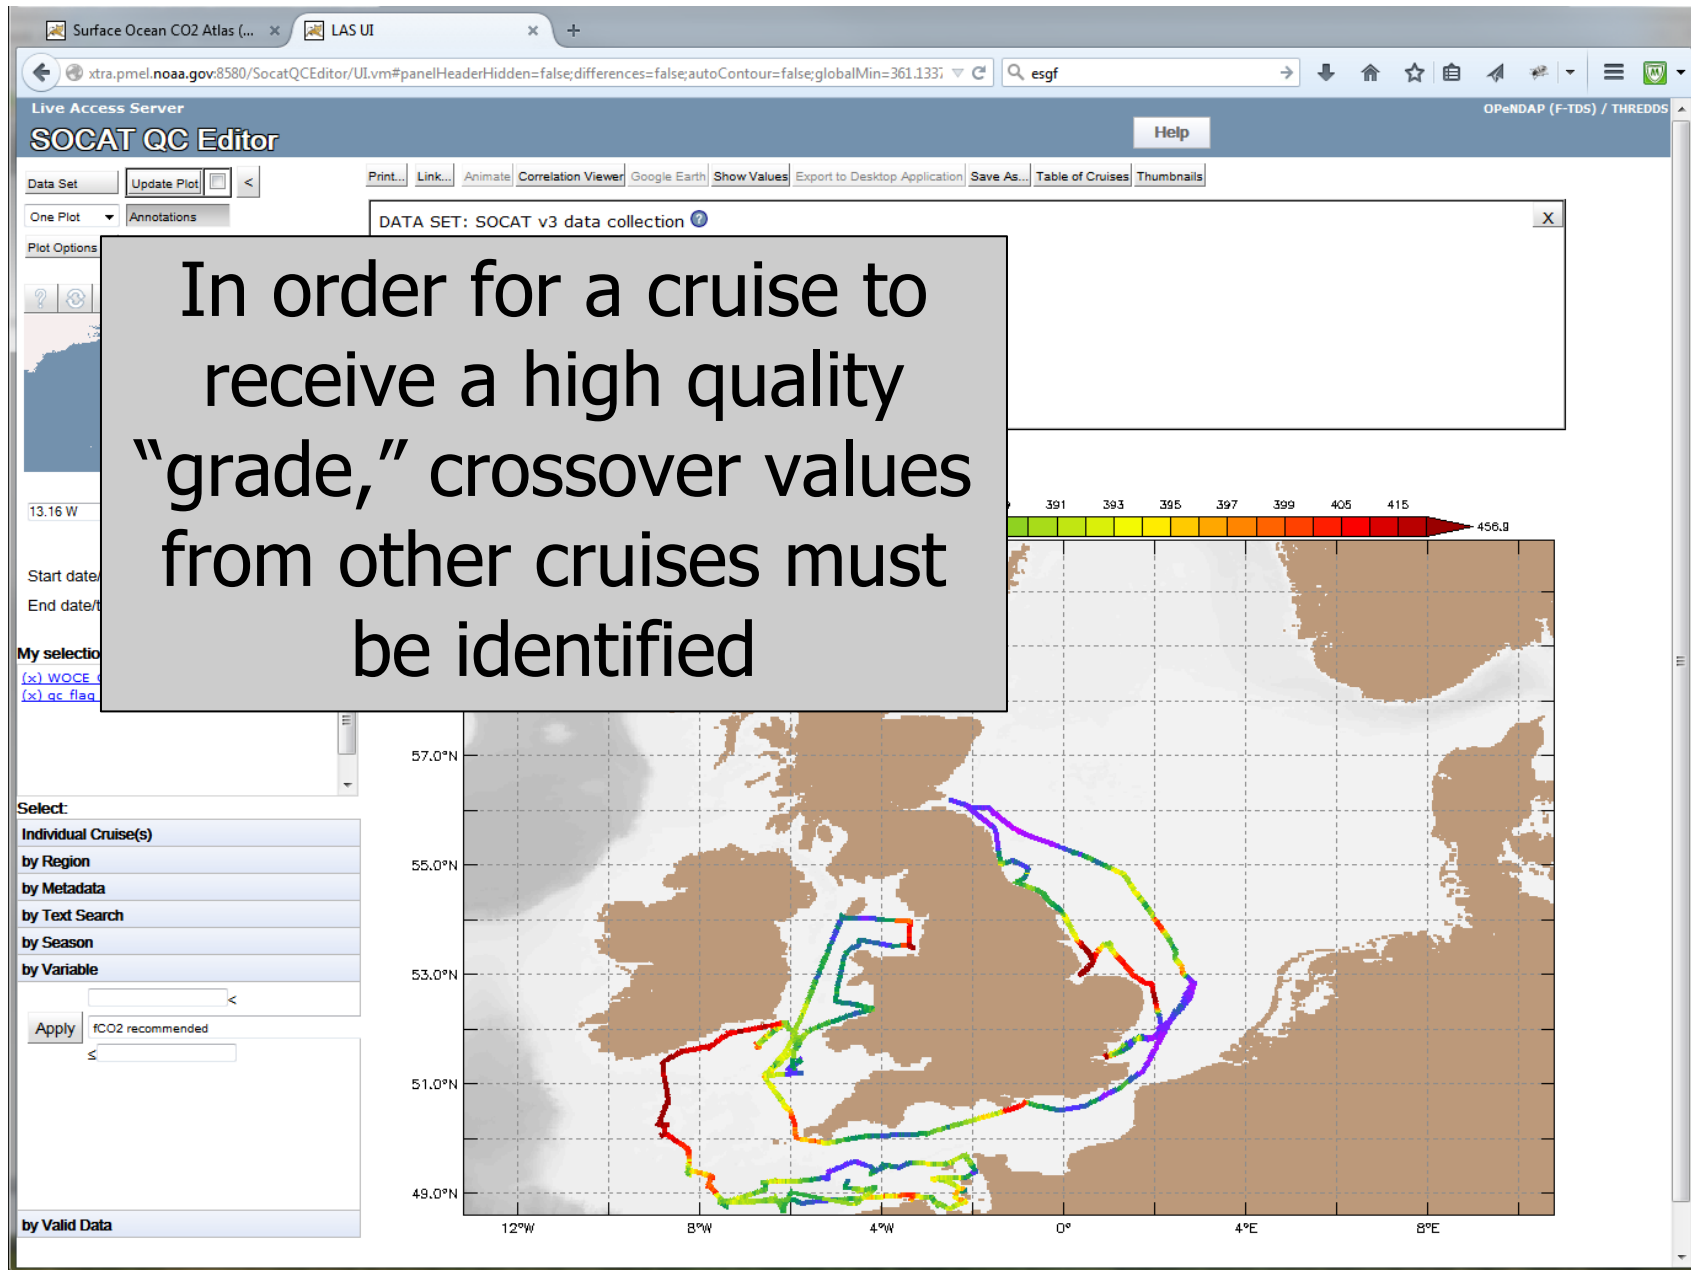 Surface Ocean CO2 Atlas (... ×
LAS UI ×
xtra.pmel.noaa.gov:8580/SocatQCEditor/UI.vm#panelHeaderHidden=false;differences=false;autoContour=false;globalMin=361.1337
esgf
Live Access Server
OPeNDAP (F-TDS) / THREDDS
SOCAT QC Editor
Help
Data Set
Update Plot
<
Print... Link... Animate Correlation Viewer Google Earth Show Values Export to Desktop Application Save As... Table of Cruises Thumbnails
One Plot
Annotations
DATA SET: SOCAT v3 data collection ?
X
Plot Options
In order for a cruise to
receive a high quality
“grade,” crossover values
from other cruises must
be identified
13.16 W
391 393 395 397 399 405 415
456.9
Start date/
End date/t
My selectio
(x) WOCE
(x) qc flag
Select:
Individual Cruise(s)
by Region
by Metadata
by Text Search
by Season
by Variable
<
Apply
fCO2 recommended
≤
by Valid Data
57.0°N
55.0°N
53.0°N
51.0°N
49.0°N
12°W 8°W 4°W 0° 4°E 8°E